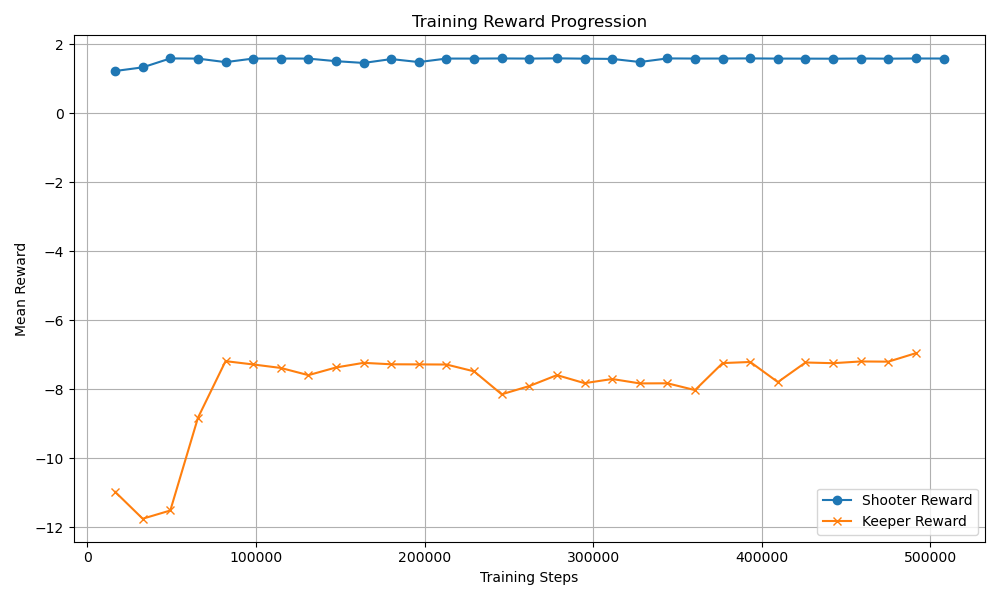 Training Reward Progression
Mean Reward
2
0
−2
−4
−6
−8
−10
−12
0
100000
200000
300000
400000
500000
Training Steps
Shooter Reward
Keeper Reward